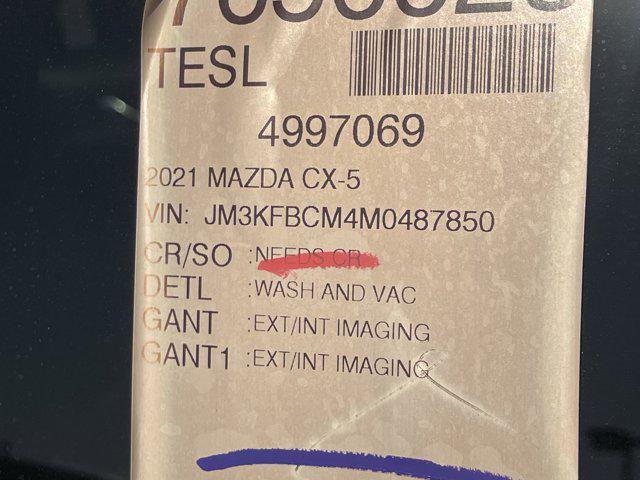 TESL
4997069
2021 MAZDA CX-5
VIN: JM3KFBCM4M0487850
CR/SO :NEEDS CR
DETL :WASH AND VAC
GANT :EXT/INT IMAGING
GANT1 :EXT/INT IMAGING